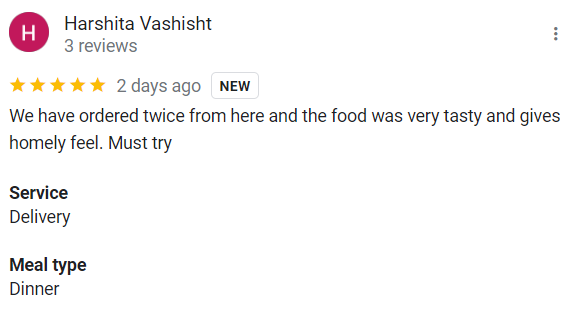 H
Harshita Vashisht
3 reviews
2 days ago NEW
We have ordered twice from here and the food was very tasty and gives
homely feel. Must try
Service
Delivery
Meal type
Dinner